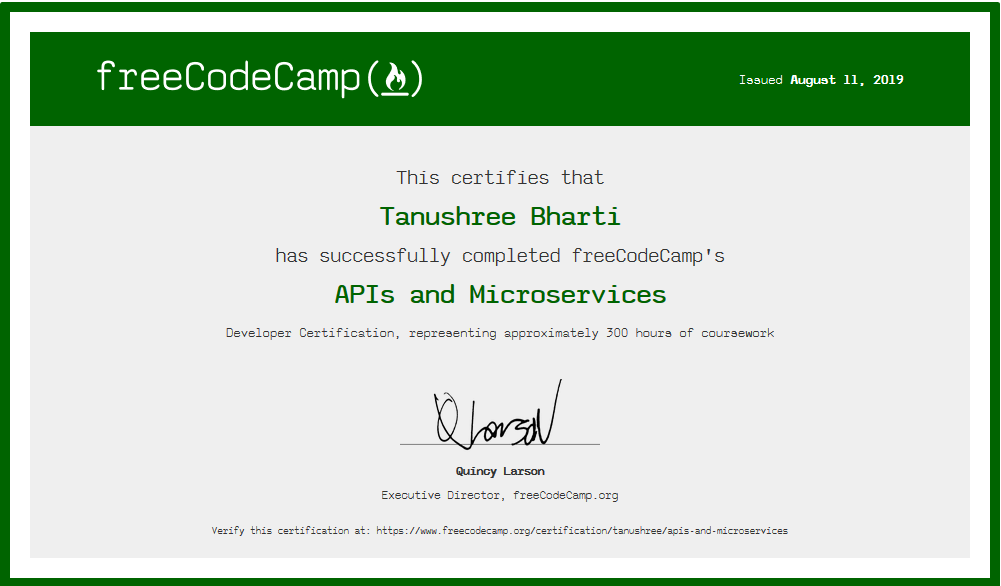 freeCodeCamp(🔥)
Issued August 11, 2019
This certifies that
Tanushree Bharti
has successfully completed freeCodeCamp's
APIs and Microservices
Developer Certification, representing approximately 300 hours of coursework
Q Larson
Quincy Larson
Executive Director, freeCodeCamp.org
Verify this certification at: https://www.freecodecamp.org/certification/tanushree/apis-and-microservices